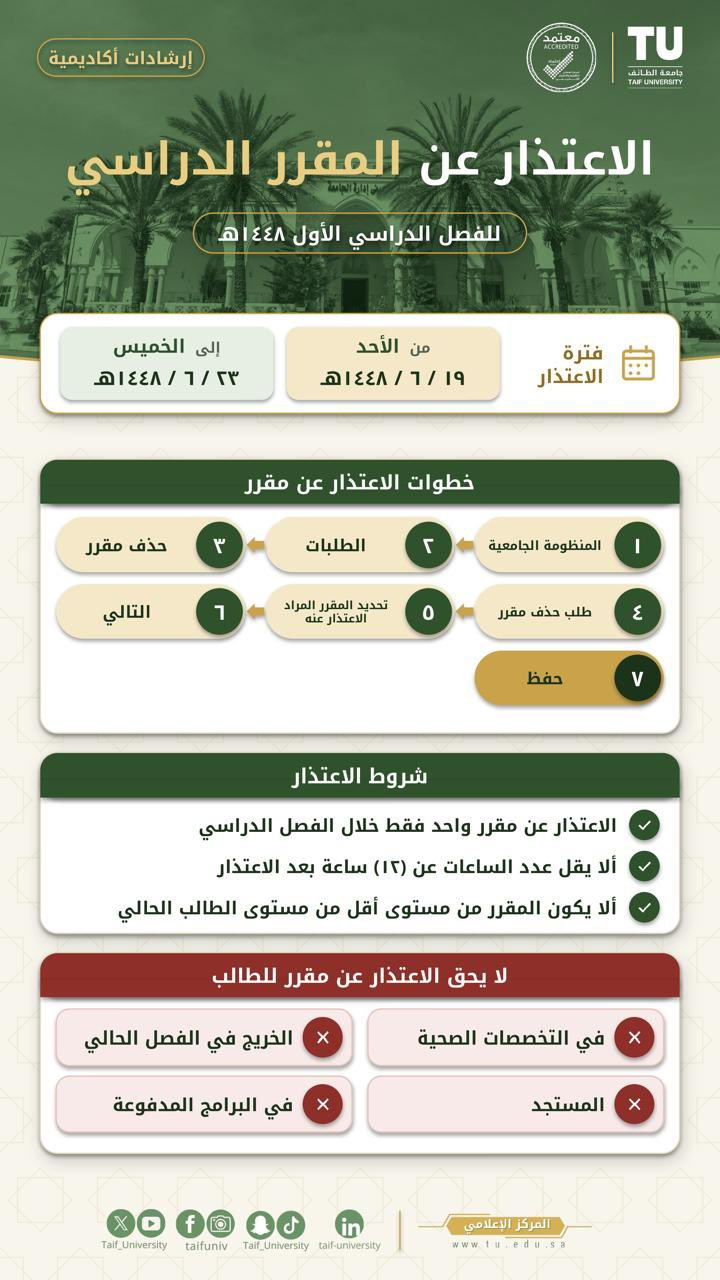 TU
جامعة الطائف
TAIF UNIVERSITY
معتمد
ACCREDITED
إرشادات أكاديمية
الاعتذار عن المقرر الدراسي
للفصل الدراسي الأول ١٤٤٨هـ
فترة
الاعتذار
من الأحد
١٩ / ٦ / ١٤٤٨هـ
إلى الخميس
٢٣ / ٦ / ١٤٤٨هـ
خطوات الاعتذار عن مقرر
١ المنظومة الجامعية
٢ الطلبات
٣ حذف مقرر
٤ طلب حذف مقرر
٥ تحديد المقرر المراد
الاعتذار عنه
٦ التالي
٧ حفظ
شروط الاعتذار
الاعتذار عن مقرر واحد فقط خلال الفصل الدراسي
ألا يقل عدد الساعات عن (١٢) ساعة بعد الاعتذار
ألا يكون المقرر من مستوى أقل من مستوى الطالب الحالي
لا يحق الاعتذار عن مقرر للطالب
في التخصصات الصحية
الخريج في الفصل الحالي
المستجد
في البرامج المدفوعة
المركز الإعلامي
www.tu.edu.sa
taif-university
Taif_University
taifuniv
Taif_University